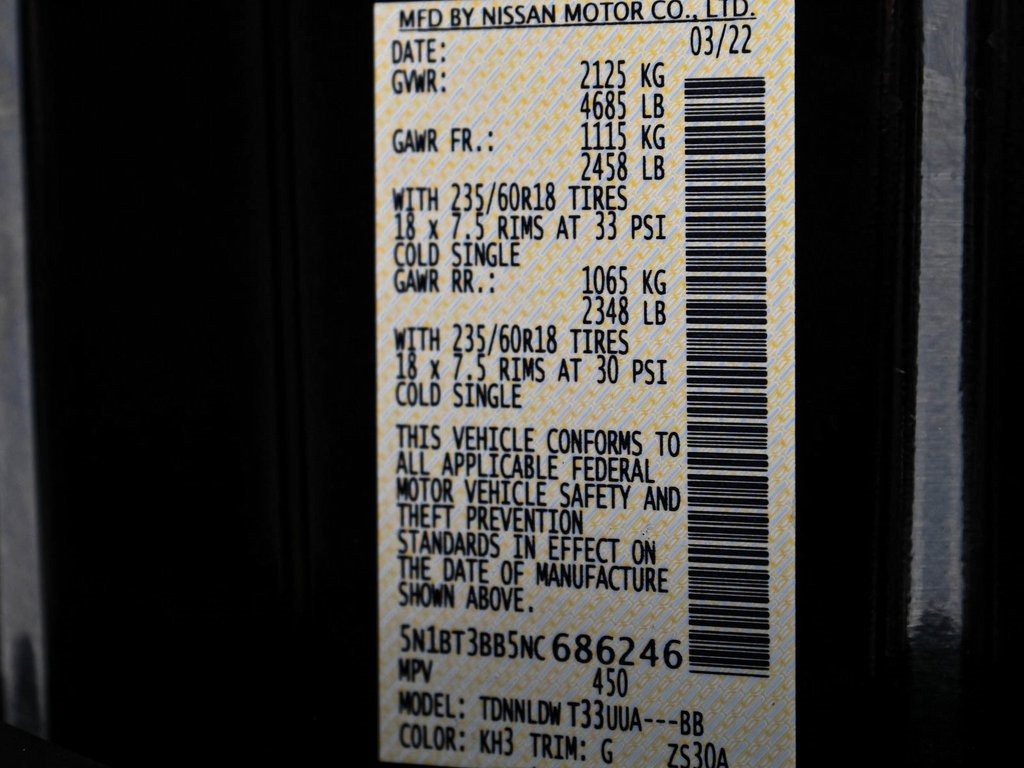 MFD BY NISSAN MOTOR CO., LTD.
DATE: 03/22
GVWR: 2125 KG
4685 LB
GAWR FR.: 1115 KG
2458 LB
WITH 235/60R18 TIRES
18 x 7.5 RIMS AT 33 PSI
COLD SINGLE
GAWR RR.: 1065 KG
2348 LB
WITH 235/60R18 TIRES
18 x 7.5 RIMS AT 30 PSI
COLD SINGLE
THIS VEHICLE CONFORMS TO
ALL APPLICABLE FEDERAL
MOTOR VEHICLE SAFETY AND
THEFT PREVENTION
STANDARDS IN EFFECT ON
THE DATE OF MANUFACTURE
SHOWN ABOVE.
5N1BT3BB5NC686246
MPV 450
MODEL: TDNNLDWT33UUA---BB
COLOR: KH3 TRIM: G ZS30A